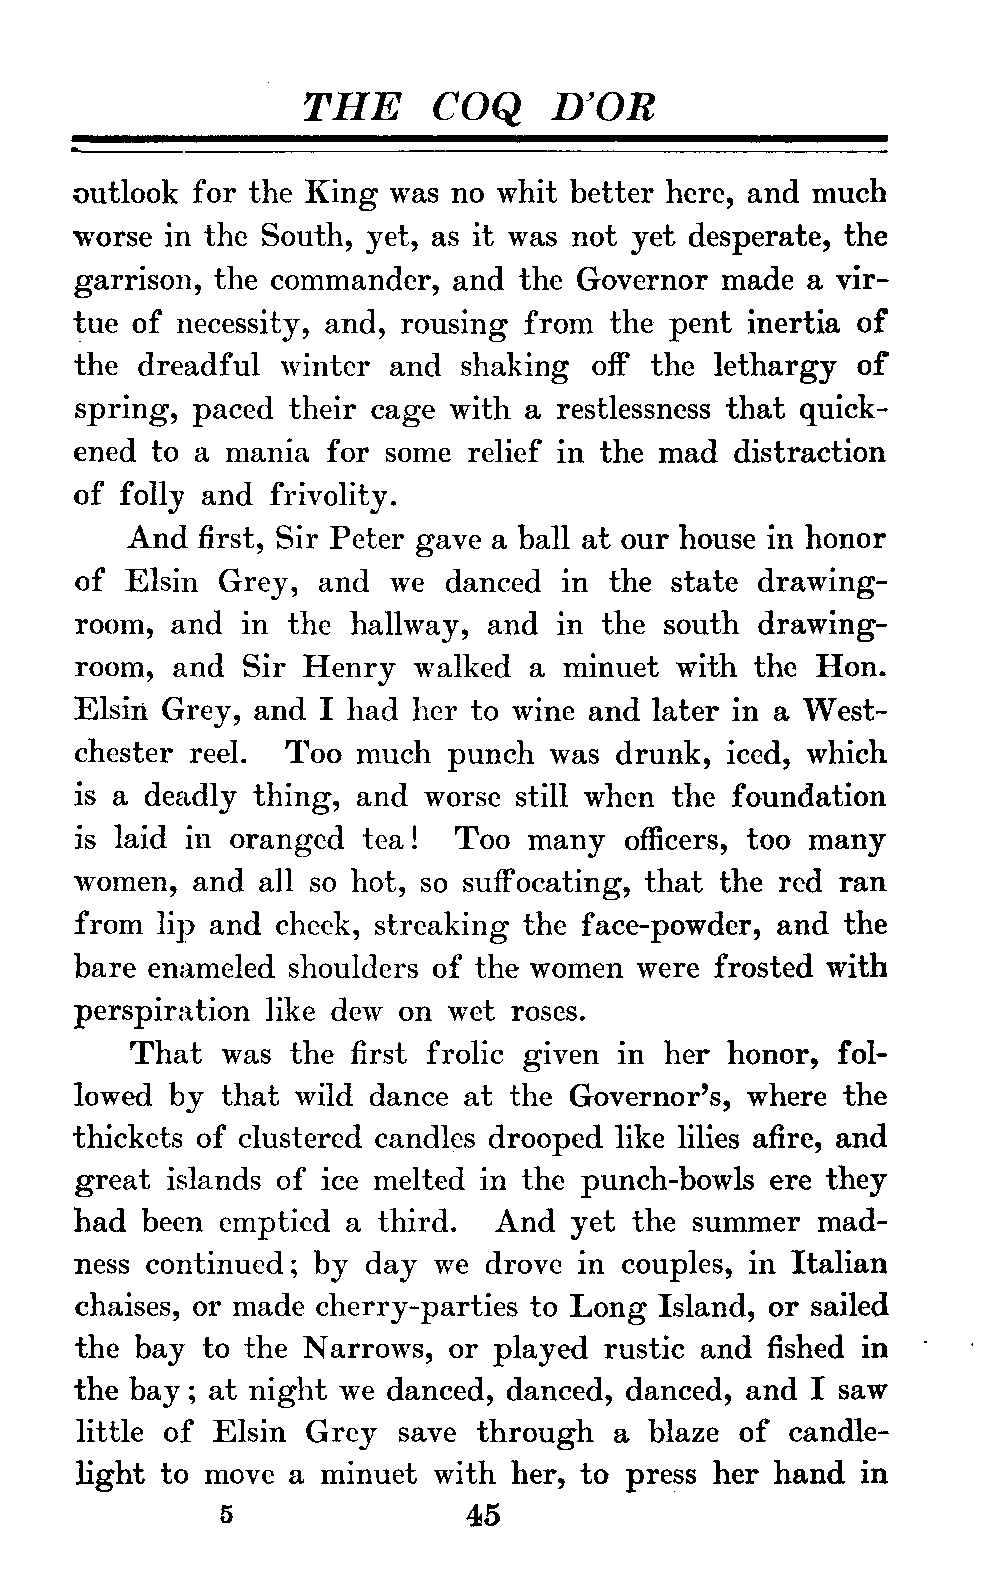 THE COQ D'OR
outlook for the King was no whit better here, and much
worse in the South, yet, as it was not yet desperate, the
garrison, the commander, and the Governor made a vir-
tue of necessity, and, rousing from the pent inertia of
the dreadful winter and shaking off the lethargy of
spring, paced their cage with a restlessness that quick-
ened to a mania for some relief in the mad distraction
of folly and frivolity.
And first, Sir Peter gave a ball at our house in honor
of Elsin Grey, and we danced in the state drawing-
room, and in the hallway, and in the south drawing-
room, and Sir Henry walked a minuet with the Hon.
Elsin Grey, and I had her to wine and later in a West-
chester reel. Too much punch was drunk, iced, which
is a deadly thing, and worse still when the foundation
is laid in oranged tea! Too many officers, too many
women, and all so hot, so suffocating, that the red ran
from lip and cheek, streaking the face-powder, and the
bare enameled shoulders of the women were frosted with
perspiration like dew on wet roses.
That was the first frolic given in her honor, fol-
lowed by that wild dance at the Governor's, where the
thickets of clustered candles drooped like lilies afire, and
great islands of ice melted in the punch-bowls ere they
had been emptied a third. And yet the summer mad-
ness continued; by day we drove in couples, in Italian
chaises, or made cherry-parties to Long Island, or sailed
the bay to the Narrows, or played rustic and fished in
the bay; at night we danced, danced, danced, and I saw
little of Elsin Grey save through a blaze of candle-
light to move a minuet with her, to press her hand in
5 45